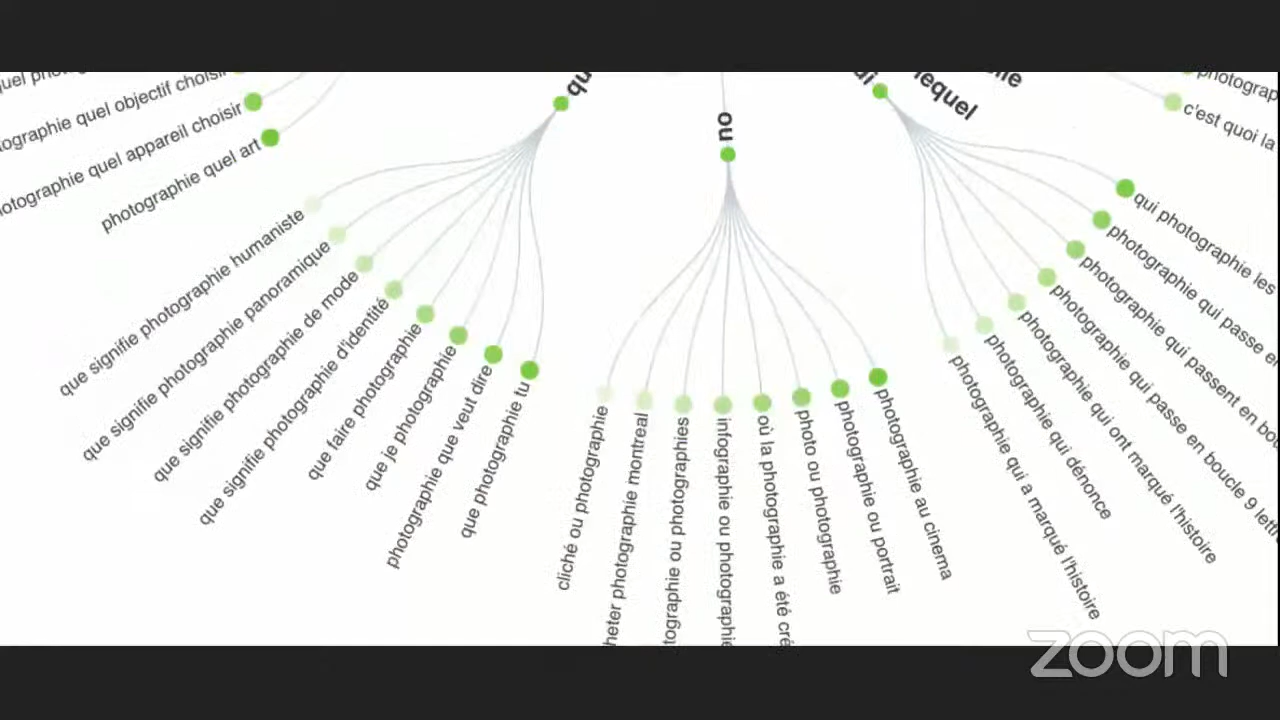 quel objectif choisir
quel appareil choisir
photographie quel art
que signifie photographie humaniste
que signifie photographie panoramique
que signifie photographie de mode
que signifie photographie d'identité
que faire photographie
que je photographie
photographie que veut dire
que photographie tu
ou
cliché ou photographie
photographie montreal
ou photographies
infographie ou photographie
où la photographie a été
photo ou photographie
photographie ou portrait
photographie au cinema
lequel
photographie qui a marqué l'histoire
photographie qui dénonce
photographie qui ont marqué l'histoire
photographie qui passe en boucle 9
photographie qui passent en
photographie qui passe
qui photographie les
c'est quoi la
zoom